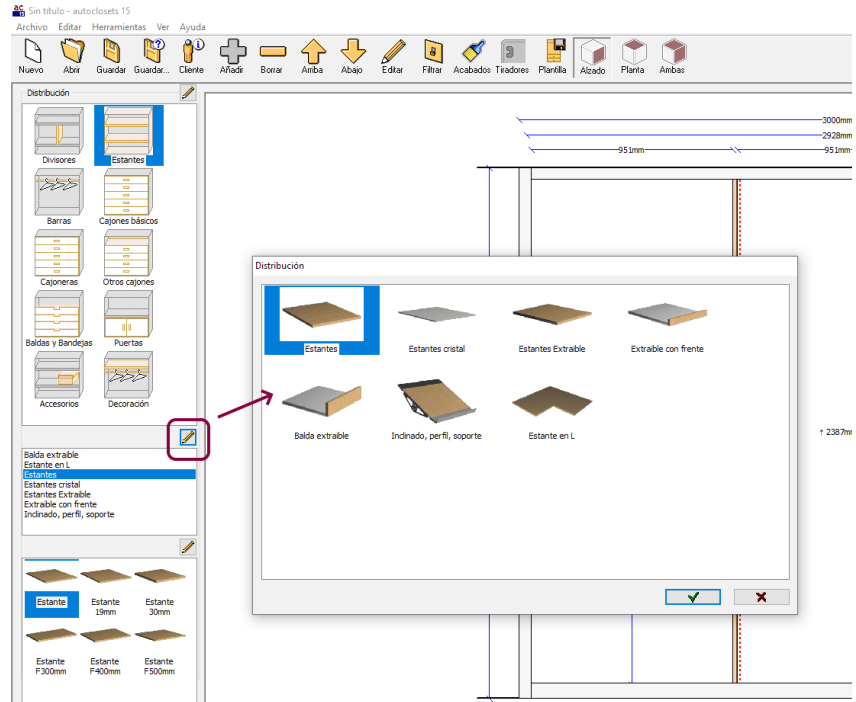 Sin título - autoclosets 15
Archivo Editar Herramientas Ver Ayuda
Nuevo Abrir Guardar Guardar... Cliente Añadir Borrar Arriba Abajo Editar Filtrar Acabados Tiradores Plantilla Alzado Planta Ambas
Distribución
Divisores Estantes
Barras Cajones básicos
Cajoneras Otros cajones
Baldas y Bandejas Puertas
Accesorios Decoración
Balda extraible
Estante en L
Estantes
Estantes cristal
Estantes Extraible
Extraible con frente
Indinado, perfil, soporte
Estante Estante 19mm Estante 30mm
Estante F300mm Estante F400mm Estante F500mm
3000mm
2928mm
951mm 951mm
Distribución
Estantes Estantes cristal Estantes Extraible Extraible con frente
Balda extraible Indinado, perfil, soporte Estante en L
↑ 2387mm